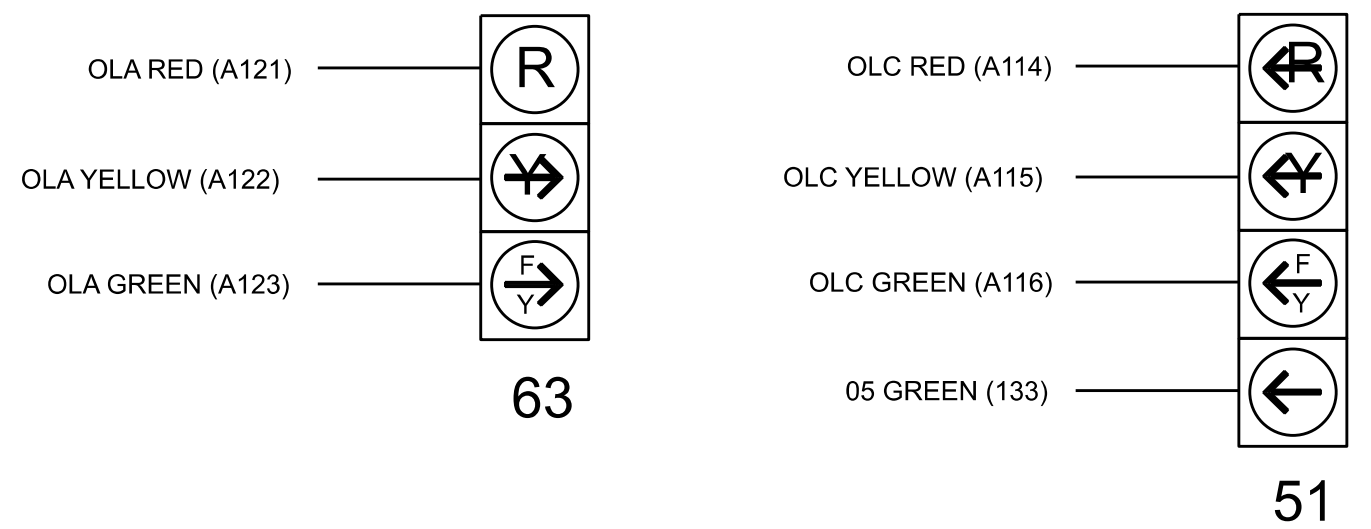 OLA RED (A121)
R
OLA YELLOW (A122)
Y
OLA GREEN (A123)
F
Y
63
OLC RED (A114)
R
OLC YELLOW (A115)
Y
OLC GREEN (A116)
F
Y
05 GREEN (133)
51